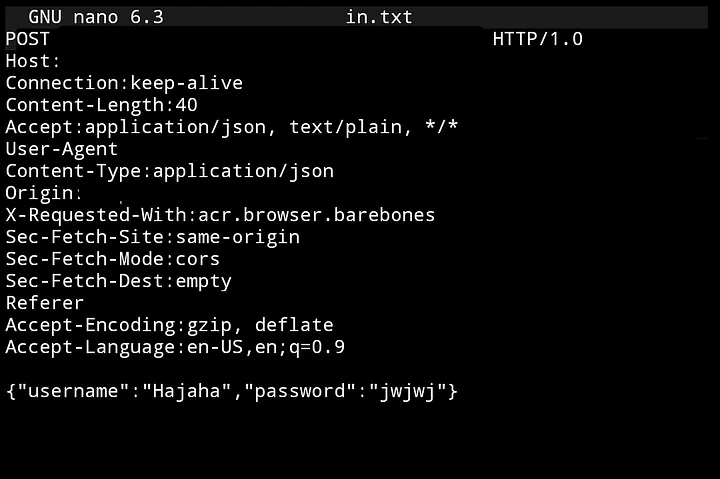 GNU nano 6.3 in.txt
POST HTTP/1.0
Host:
Connection:keep-alive
Content-Length:40
Accept:application/json, text/plain, */*
User-Agent
Content-Type:application/json
Origin:
X-Requested-With:acr.browser.barebones
Sec-Fetch-Site:same-origin
Sec-Fetch-Mode:cors
Sec-Fetch-Dest:empty
Referer
Accept-Encoding:gzip, deflate
Accept-Language:en-US,en;q=0.9
{"username":"Hajaha","password":"jwjwj"}